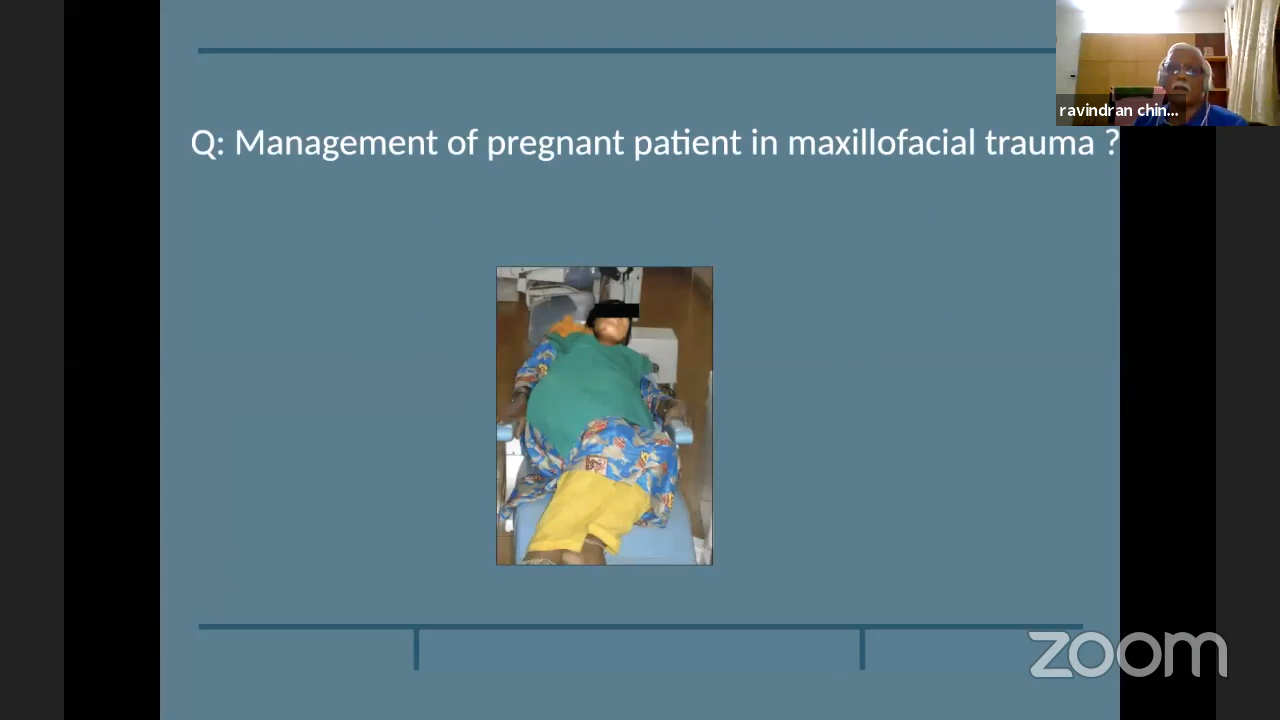 ravindran chin...
Q: Management of pregnant patient in maxillofacial trauma ?
zoom